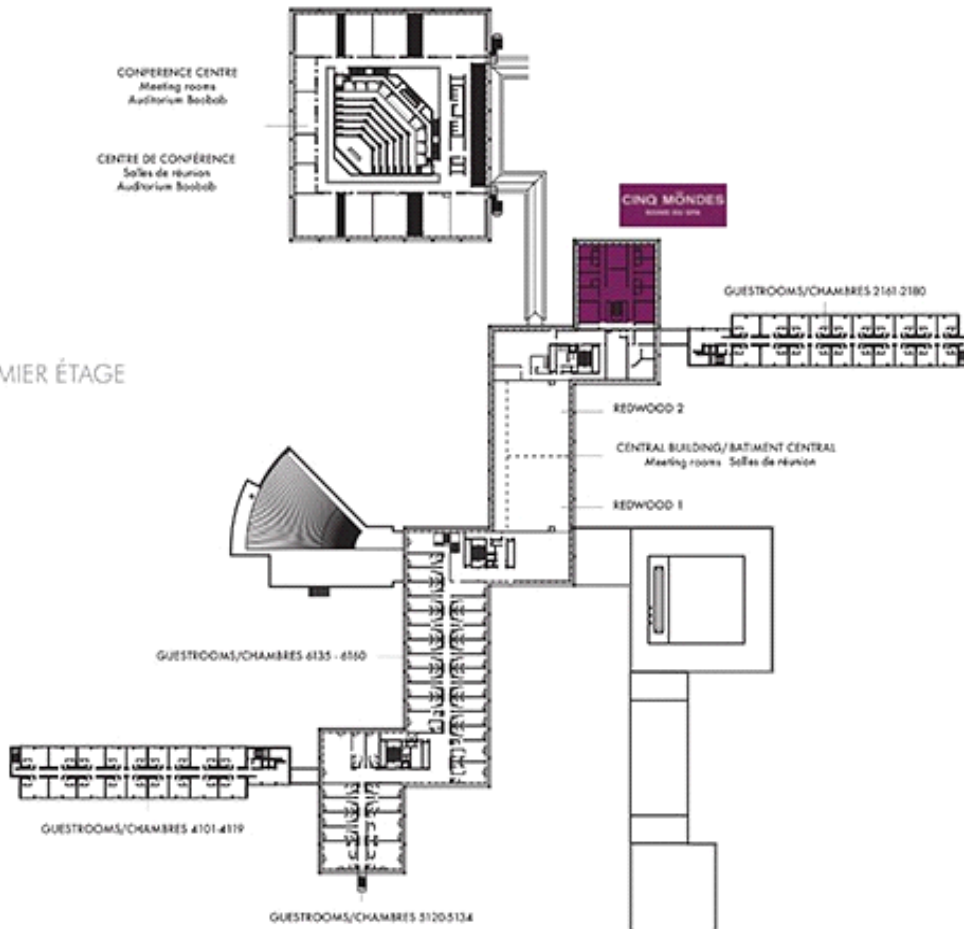 CONFERENCE CENTRE
Meeting rooms
Auditorium Baobab
CENTRE DE CONFÉRENCE
Salles de réunion
Auditorium Baobab
CINQ MONDES
GUESTROOMS/CHAMBRES 2161-2180
MIER ÉTAGE
REDWOOD 2
CENTRAL BUILDING/BATIMENT CENTRAL
Meeting rooms Salles de réunion
REDWOOD 1
GUESTROOMS/CHAMBRES 6135 - 6160
GUESTROOMS/CHAMBRES 4101-4119
GUESTROOMS/CHAMBRES 5120-5134